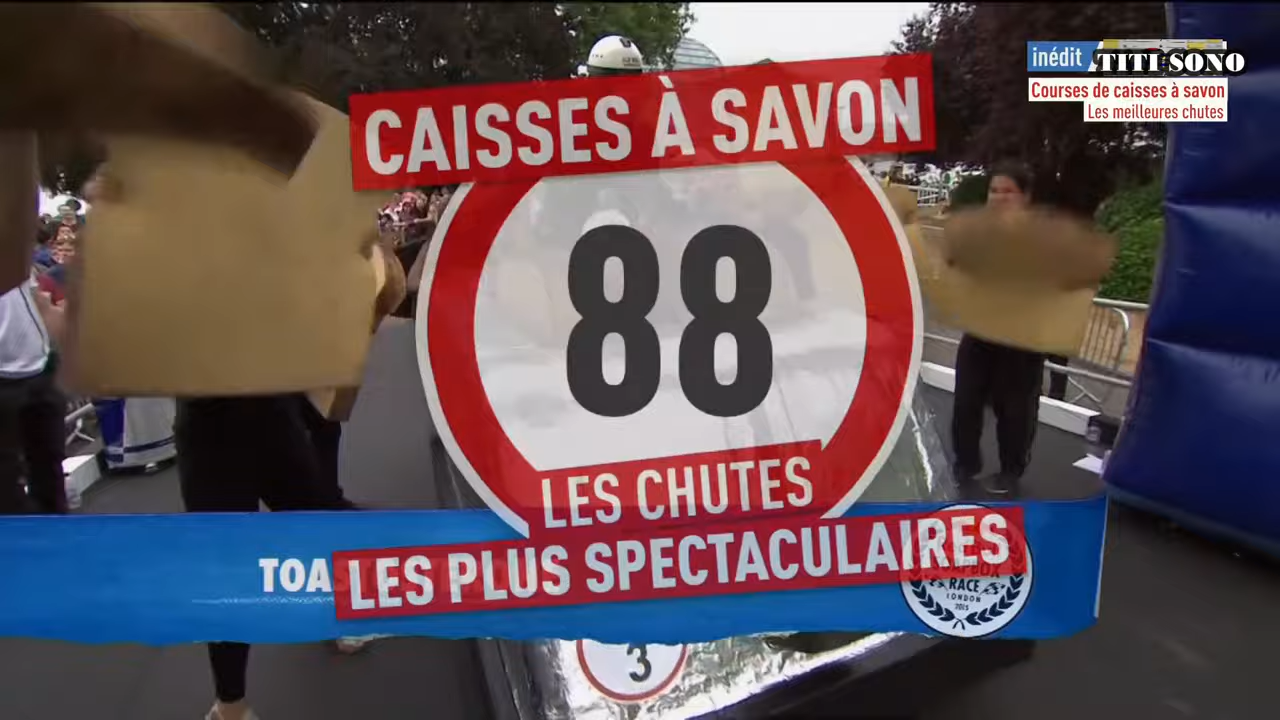 inédit
TITI SONO
Courses de caisses à savon
Les meilleures chutes
CAISSES À SAVON
88
LES CHUTES
LES PLUS SPECTACULAIRES
RACE
LONDON
2015
3